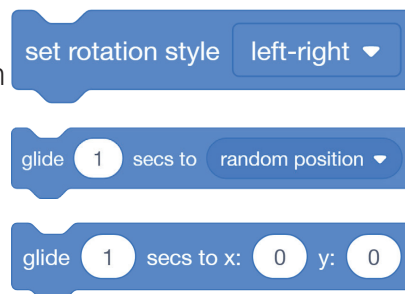 set rotation style left-right
glide 1 secs to random position
glide 1 secs to x: 0 y: 0